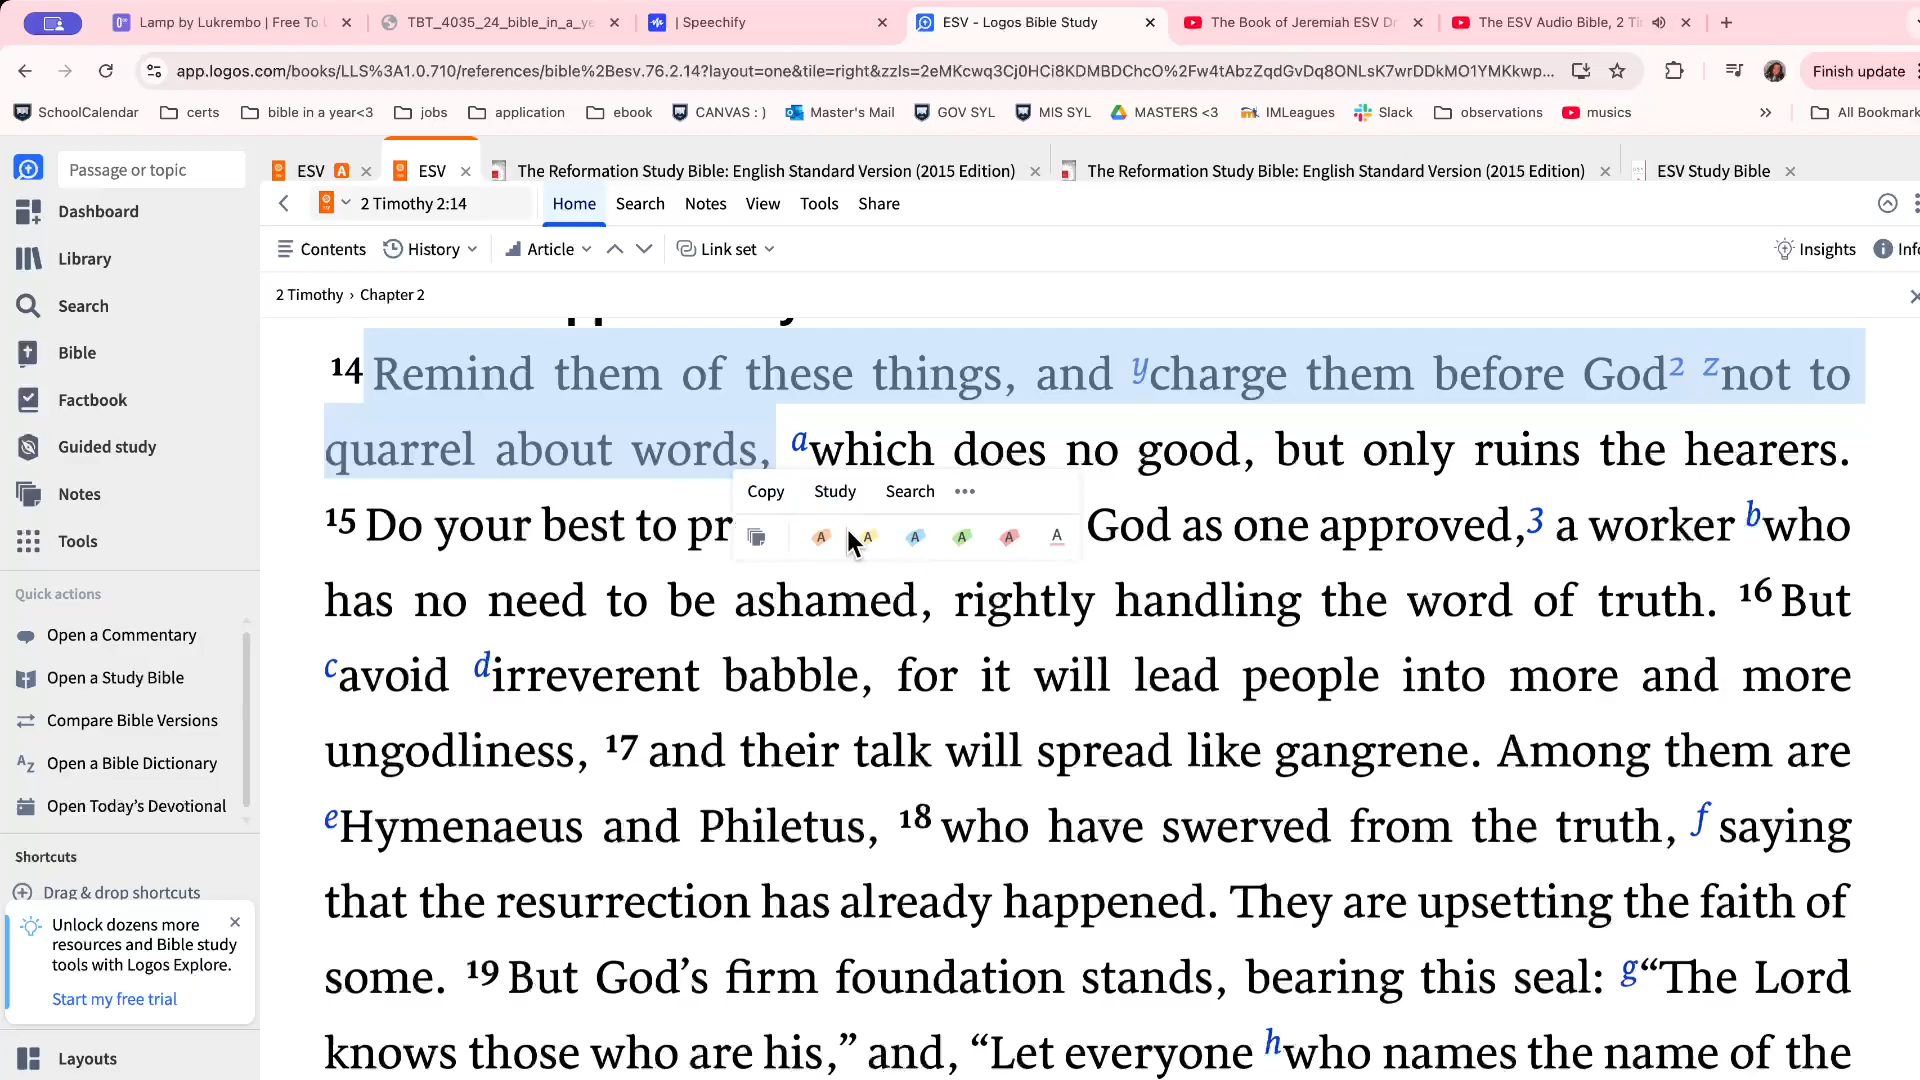 Lamp by Lukrembo | Free To
TBT_4035_24_bible_in_a_ye
| Speechify
ESV - Logos Bible Study
The Book of Jeremiah ESV Dr
The ESV Audio Bible, 2 Ti
app.logos.com/books/LLS%3A1.0.710/references/bible%2Besv.76.2.14?layout=one&tile=right&zzls=2eMKcwq3Cj0HCi8KDMBDChcO%2Fw4tAbzZqdGvDq8ONLsK7wrDDkMO1YMKkwp...
Finish update
SchoolCalendar
certs
bible in a year<3
jobs
application
ebook
CANVAS : )
Master's Mail
GOV SYL
MIS SYL
MASTERS <3
IMLeagues
Slack
observations
musics
All Bookmark
Passage or topic
ESV A
ESV
The Reformation Study Bible: English Standard Version (2015 Edition)
The Reformation Study Bible: English Standard Version (2015 Edition)
ESV Study Bible
2 Timothy 2:14
Home
Search
Notes
View
Tools
Share
Contents
History
Article
Link set
Insights
Info
2 Timothy › Chapter 2
Dashboard
Library
Search
Bible
Factbook
Guided study
Notes
Tools
Quick actions
Open a Commentary
Open a Study Bible
Compare Bible Versions
Open a Bible Dictionary
Open Today's Devotional
Shortcuts
Drag & drop shortcuts
Unlock dozens more
resources and Bible study
tools with Logos Explore.
Start my free trial
Layouts
14 Remind them of these things, and ycharge them before God2 znot to
quarrel about words, awhich does no good, but only ruins the hearers.
Copy Study Search •••
A A A A A A
15 Do your best to pr God as one approved,3 a worker bwho
has no need to be ashamed, rightly handling the word of truth. 16 But
cavoid dirreverent babble, for it will lead people into more and more
ungodliness, 17 and their talk will spread like gangrene. Among them are
eHymenaeus and Philetus, 18 who have swerved from the truth, f saying
that the resurrection has already happened. They are upsetting the faith of
some. 19 But God’s firm foundation stands, bearing this seal: g“The Lord
knows those who are his,” and, “Let everyone hwho names the name of the